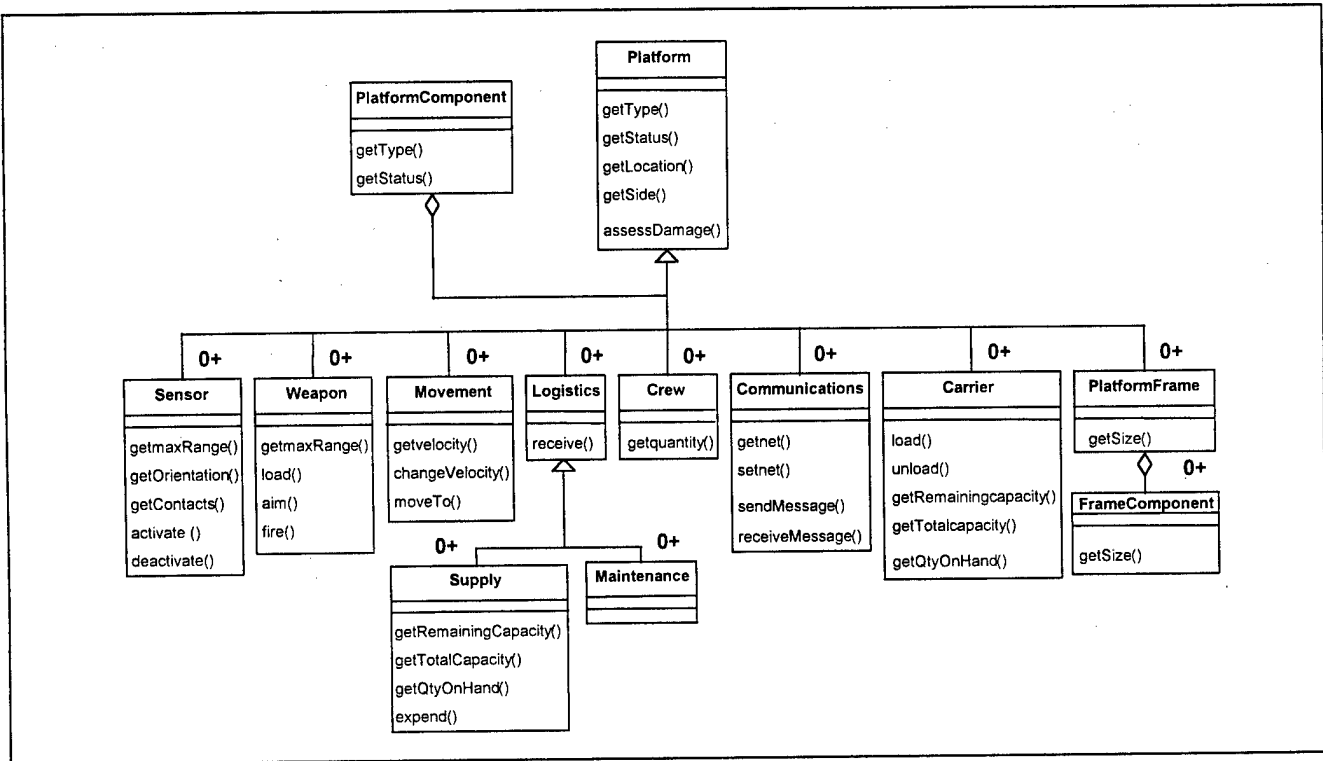 Platform
getType()
getStatus()
getLocation()
getSide()
assessDamage()
PlatformComponent
getType()
getStatus()
0+
0+
0+
0+
0+
0+
0+
0+
Sensor
getmaxRange()
getOrientation()
getContacts()
activate ()
deactivate()
Weapon
getmaxRange()
load()
aim()
fire()
Movement
getvelocity()
changeVelocity()
moveTo()
Logistics
receive()
Crew
getquantity()
Communications
getnet()
setnet()
sendMessage()
receiveMessage()
Carrier
load()
unload()
getRemainingcapacity()
getTotalcapacity()
getQtyOnHand()
PlatformFrame
getSize()
0+
FrameComponent
getSize()
0+
0+
Supply
getRemainingCapacity()
getTotalCapacity()
getQtyOnHand()
expend()
Maintenance